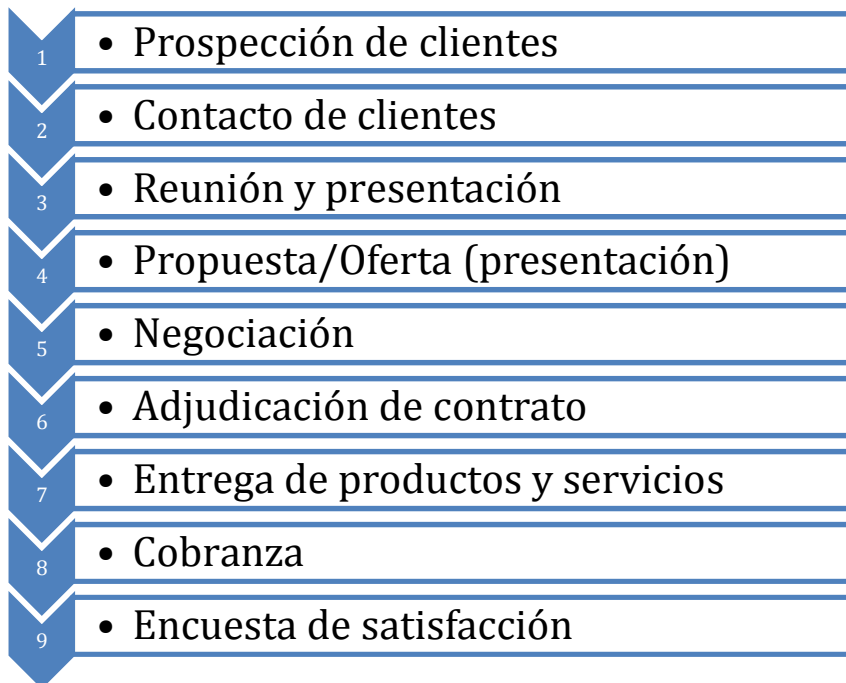 1 • Prospección de clientes
2 • Contacto de clientes
3 • Reunión y presentación
4 • Propuesta/Oferta (presentación)
5 • Negociación
6 • Adjudicación de contrato
7 • Entrega de productos y servicios
8 • Cobranza
9 • Encuesta de satisfacción